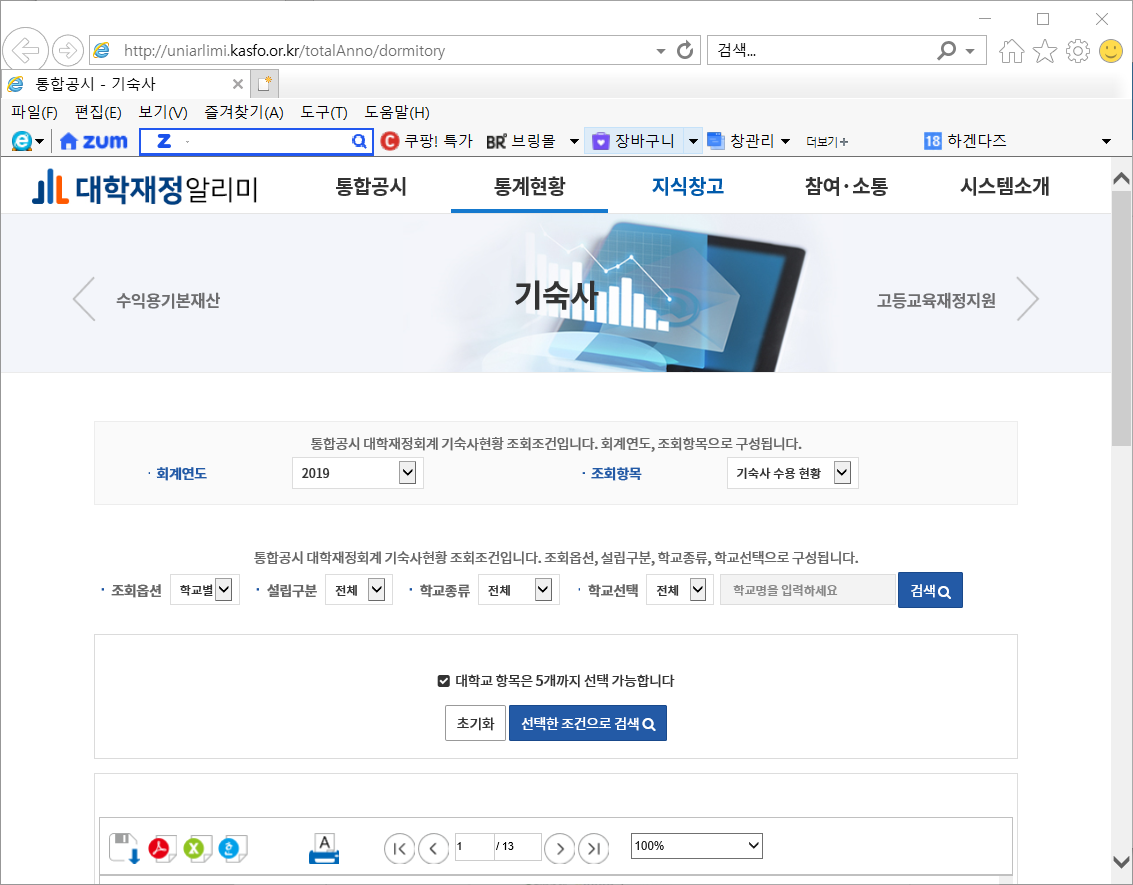 http://uniarlimi.kasfo.or.kr/totalAnno/dormitory
검색...
통합공시 - 기숙사
파일(F) 편집(E) 보기(V) 즐겨찾기(A) 도구(T) 도움말(H)
zum Z 쿠팡! 특가 BR 브링몰 장바구니 창관리 더보기+ 18 하겐다즈
대학재정알리미 통합공시 통계현황 지식창고 참여·소통 시스템소개
수익용기본재산 기숙사 고등교육재정지원
통합공시 대학재정회계 기숙사현황 조회조건입니다. 회계연도, 조회항목으로 구성됩니다.
· 회계연도 2019 · 조회항목 기숙사 수용 현황
통합공시 대학재정회계 기숙사현황 조회조건입니다. 조회옵션, 설립구분, 학교종류, 학교선택으로 구성됩니다.
· 조회옵션 학교별 · 설립구분 전체 · 학교종류 전체 · 학교선택 전체 학교명을 입력하세요 검색
대학교 항목은 5개까지 선택 가능합니다
초기화 선택한 조건으로 검색
A 1 / 13 100%